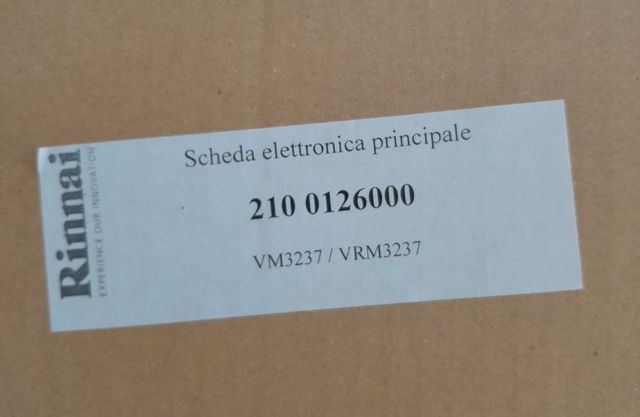 Rinnai
EXPERIENCE OUR INNOVATION
Scheda elettronica principale
210 0126000
VM3237 / VRM3237